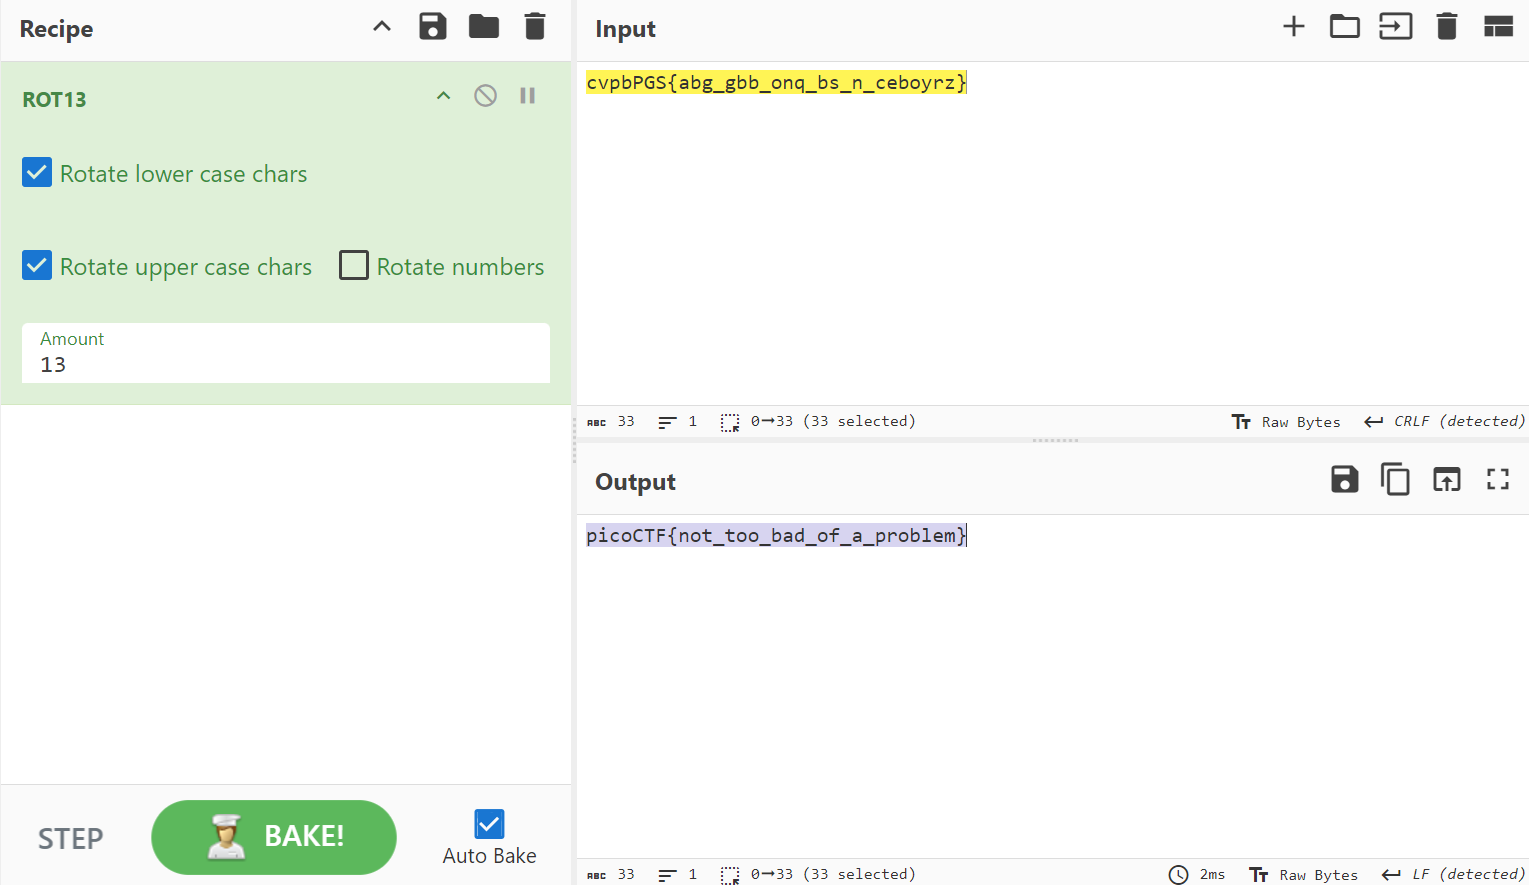 Recipe
ROT13
Rotate lower case chars
Rotate upper case chars Rotate numbers
Amount
13
STEP
BAKE!
Auto Bake
Input
cvpbPGS{abg_gbb_onq_bs_n_ceboyrz}
ABC 33 1 0→33 (33 selected) Raw Bytes CRLF (detected)
Output
picoCTF{not_too_bad_of_a_problem}
ABC 33 1 0→33 (33 selected) 2ms Raw Bytes LF (detected)